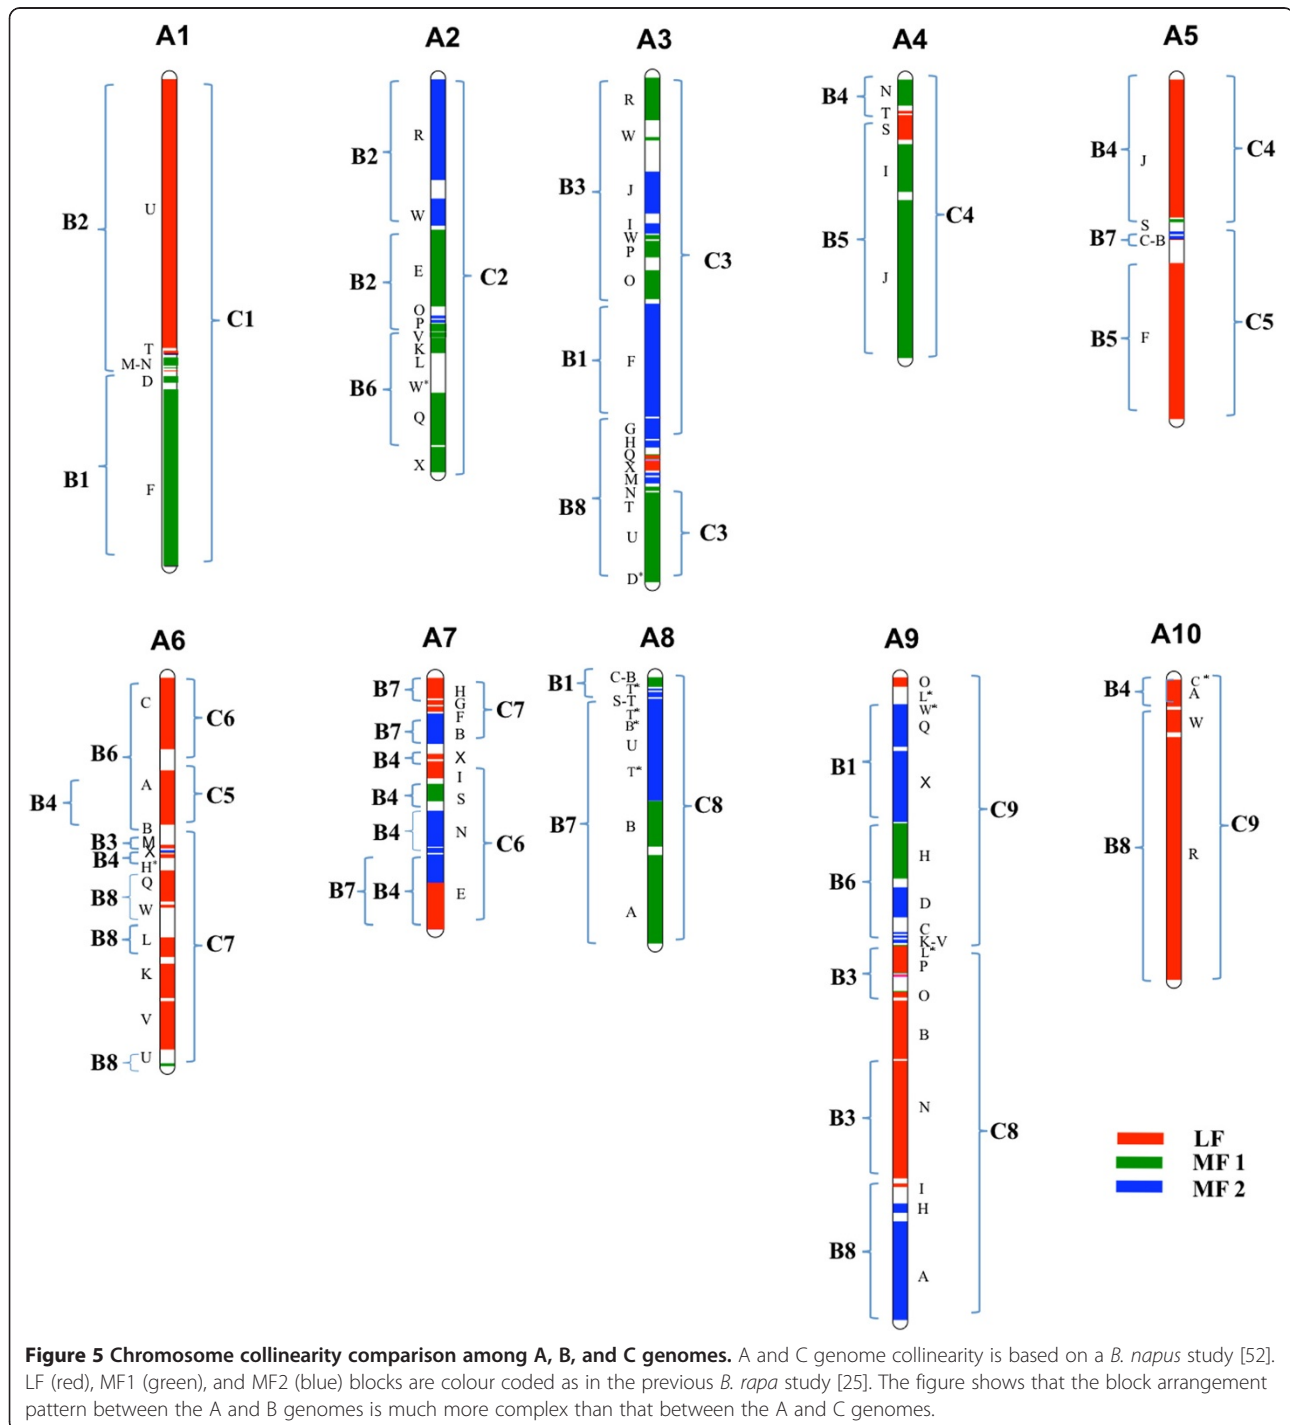 A1
A2
A3
A4
A5
B2
U
T
M-N
D
B1
F
C1
B2
R
W
B2
E
O
P
V
K
L
B6
W*
Q
X
C2
R
W
B3
J
I
W
P
O
C3
B1
F
G
H
Q
X
M
N
B8
T
U
D*
C3
B4
N
T
S
I
B5
J
C4
B4
J
C4
S
B7
C-B
B5
F
C5
A6
A7
A8
A9
A10
C
C6
B6
A
C5
B4
B
B3
M
X
B4
H*
Q
B8
W
B8
L
C7
K
V
B8
U
B7
H
G
C7
F
B7
B
B4
X
I
B4
S
B4
N
C6
B7
B4
E
B1
C-B
T*
S-T
T*
B*
U
T*
C8
B7
B
A
O
L*
W*
Q
B1
X
C9
H
B6
D
C
K-V
L*
P
B3
O
B
B3
N
C8
I
H
B8
A
B4
C*
A
W
C9
B8
R
LF
MF 1
MF 2
Figure 5 Chromosome collinearity comparison among A, B, and C genomes. A and C genome collinearity is based on a B. napus study [52].
LF (red), MF1 (green), and MF2 (blue) blocks are colour coded as in the previous B. rapa study [25]. The figure shows that the block arrangement
pattern between the A and B genomes is much more complex than that between the A and C genomes.